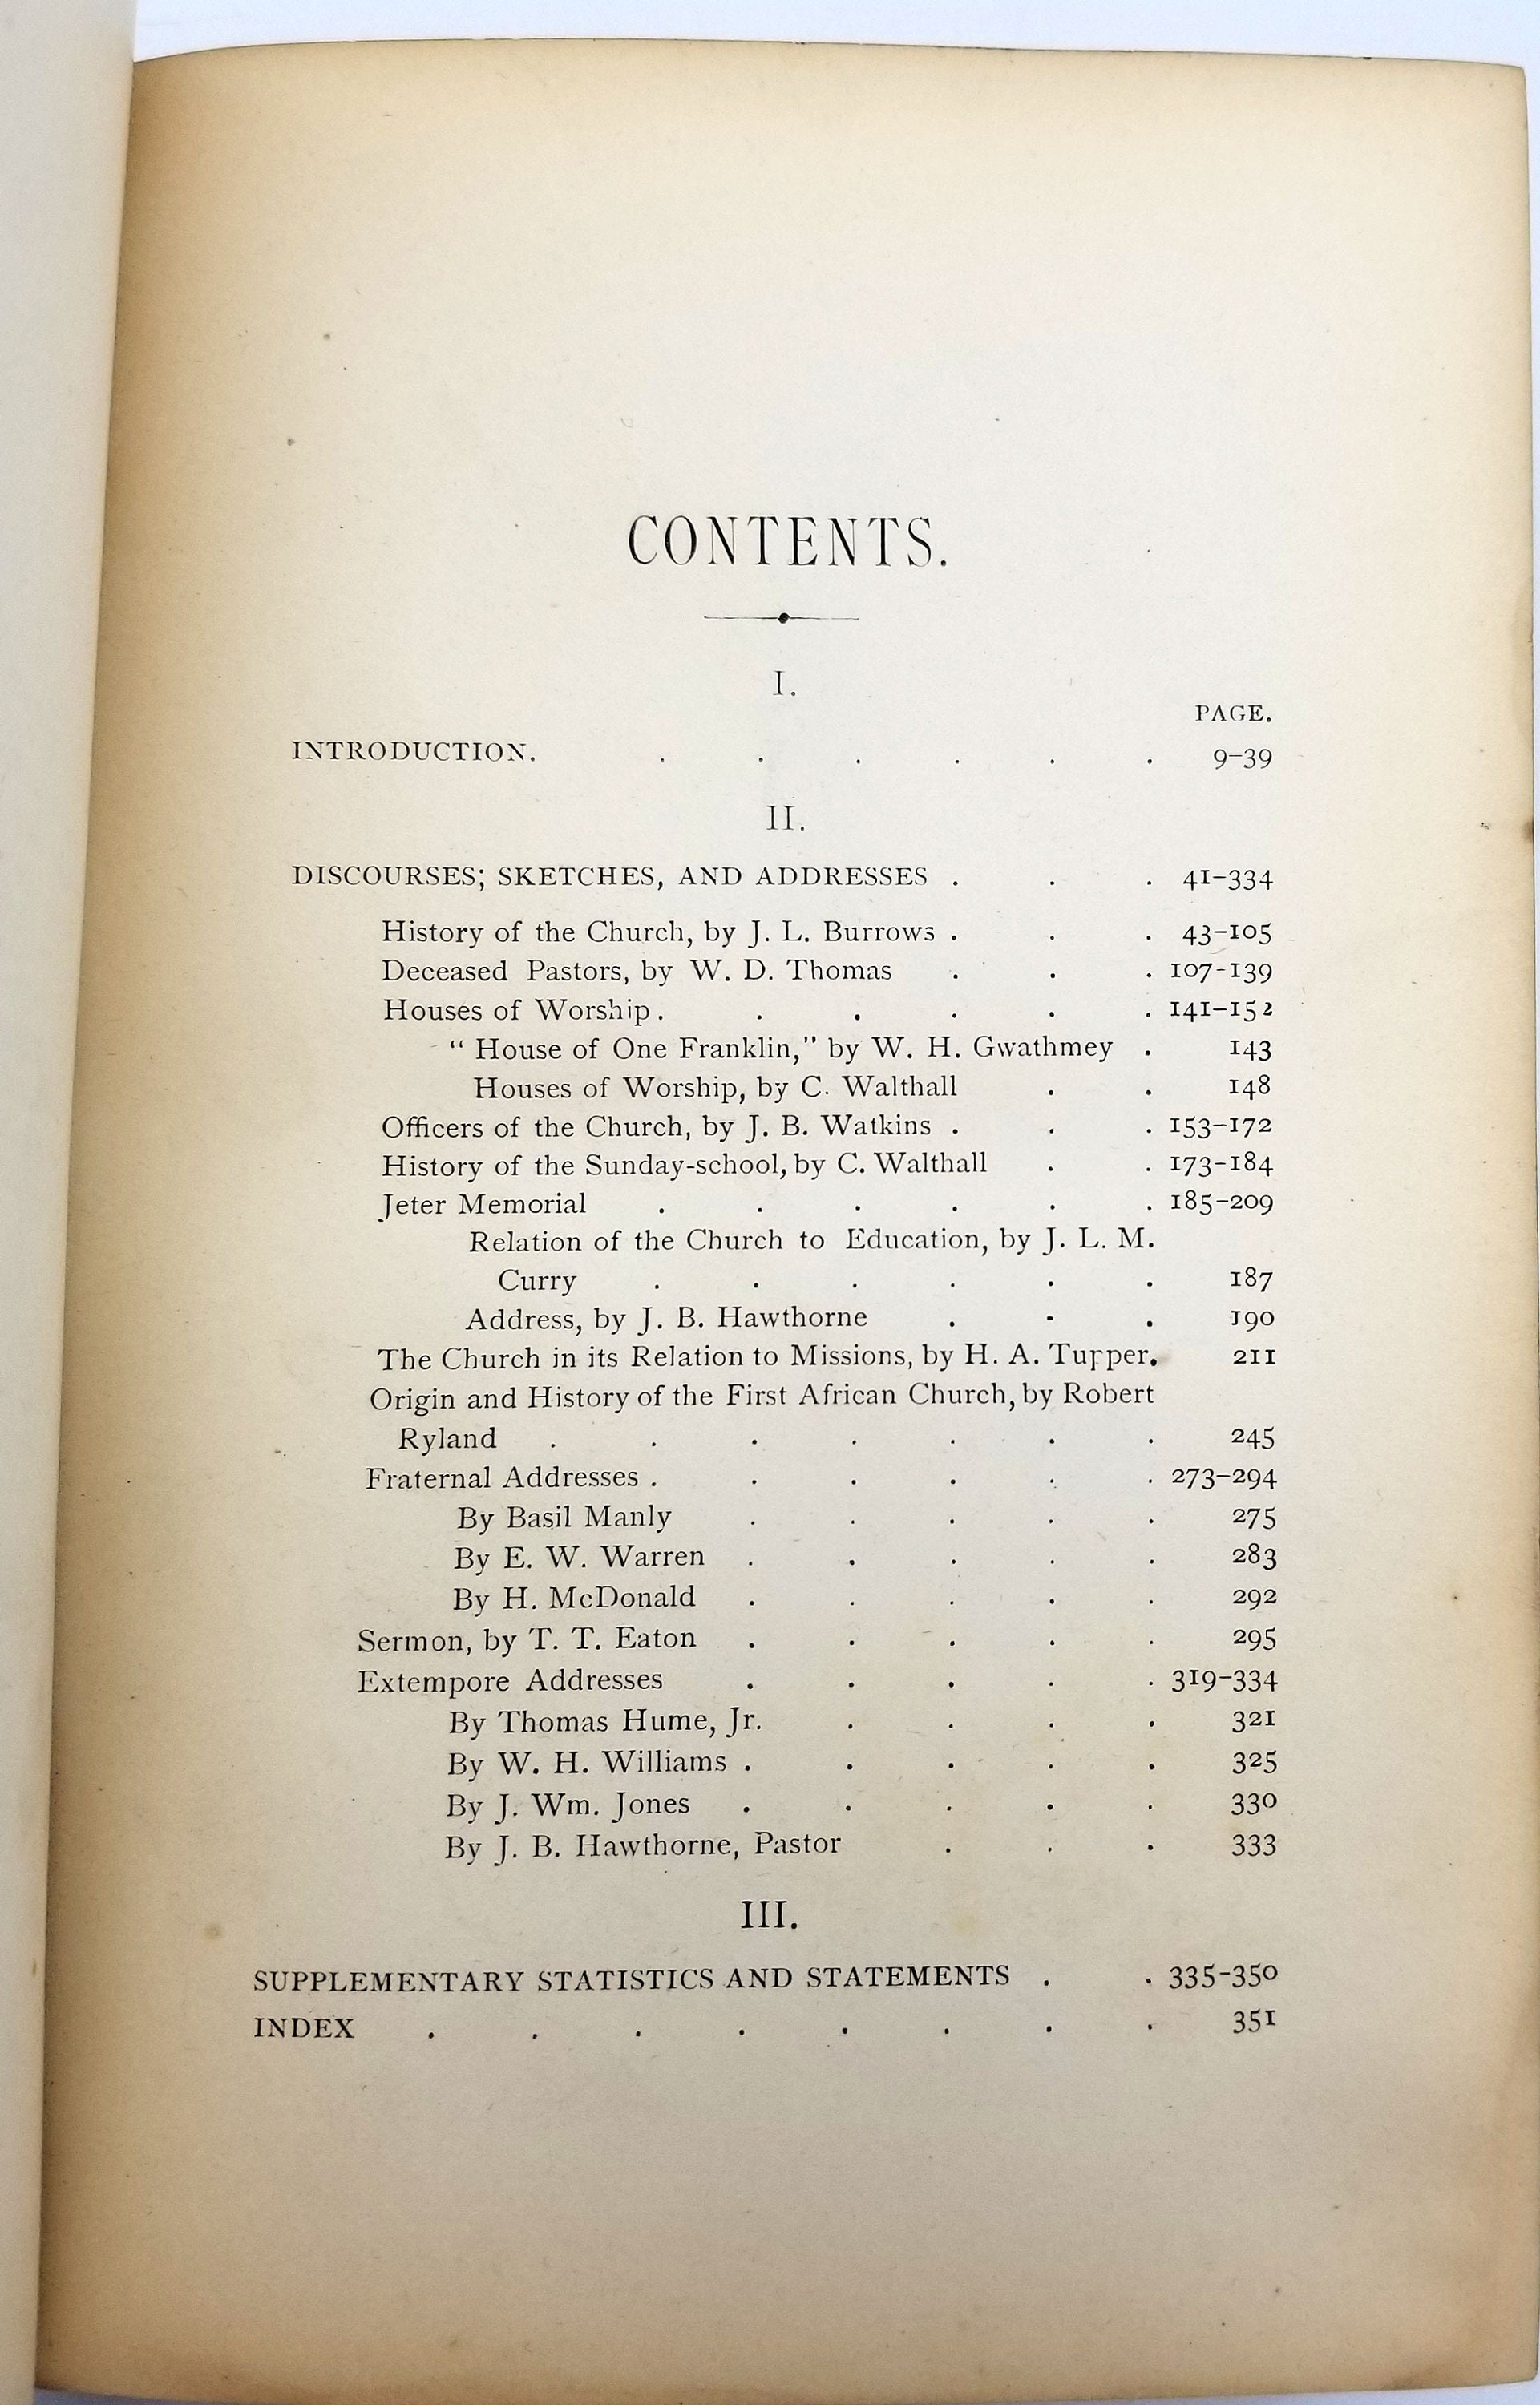 CONTENTS.
I.
PAGE.
INTRODUCTION. . . . . . . 9-39
II.
DISCOURSES; SKETCHES, AND ADDRESSES . . . 41-334
History of the Church, by J. L. Burrows . . . 43-105
Deceased Pastors, by W. D. Thomas . . . 107-139
Houses of Worship . . . . . . 141-152
" House of One Franklin," by W. H. Gwathmey . 143
Houses of Worship, by C. Walthall . . 148
Officers of the Church, by J. B. Watkins . . . 153-172
History of the Sunday-school, by C. Walthall . . 173-184
Jeter Memorial . . . . . . 185-209
Relation of the Church to Education, by J. L. M.
Curry . . . . . . 187
Address, by J. B. Hawthorne . . . 190
The Church in its Relation to Missions, by H. A. Tupper. 211
Origin and History of the First African Church, by Robert
Ryland . . . . . . . 245
Fraternal Addresses . . . . . . 273-294
By Basil Manly . . . . . 275
By E. W. Warren . . . . . 283
By H. McDonald . . . . . 292
Sermon, by T. T. Eaton . . . . . 295
Extempore Addresses . . . . . 319-334
By Thomas Hume, Jr. . . . . 321
By W. H. Williams . . . . . 325
By J. Wm. Jones . . . . . 330
By J. B. Hawthorne, Pastor . . . 333
III.
SUPPLEMENTARY STATISTICS AND STATEMENTS . . 335-350
INDEX . . . . . . . . 351